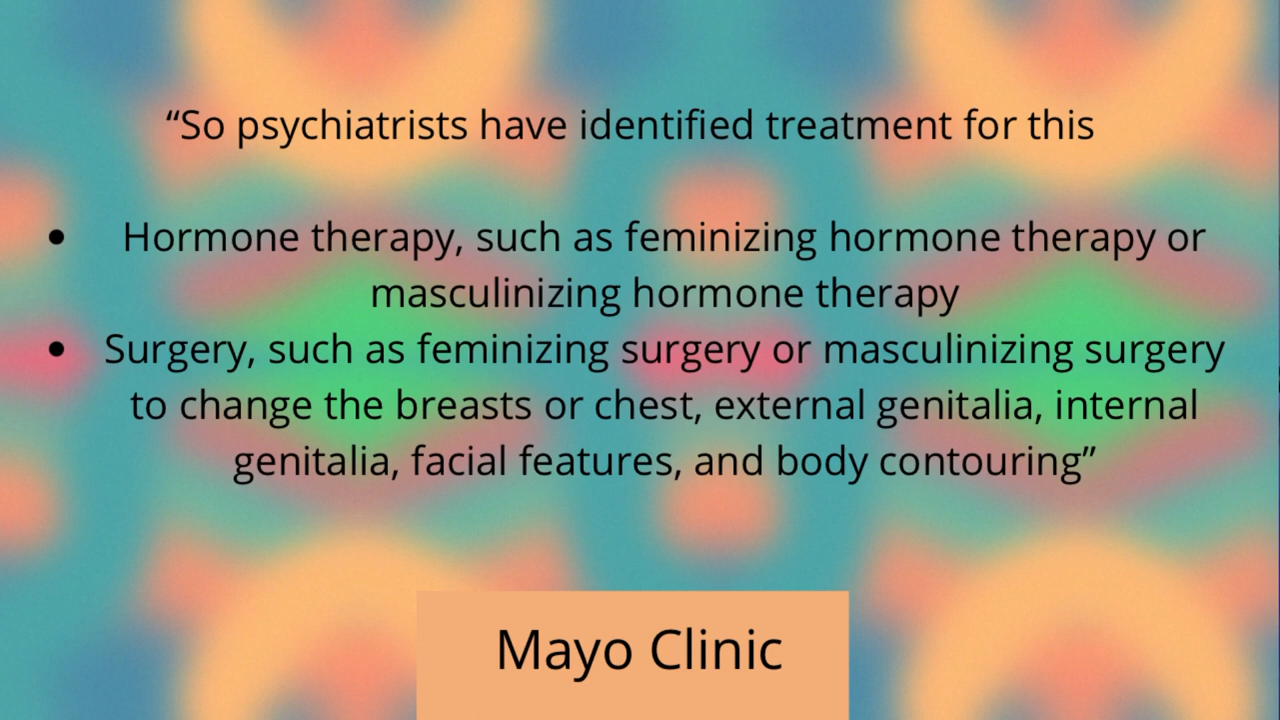 “So psychiatrists have identified treatment for this
• Hormone therapy, such as feminizing hormone therapy or
masculinizing hormone therapy
• Surgery, such as feminizing surgery or masculinizing surgery
to change the breasts or chest, external genitalia, internal
genitalia, facial features, and body contouring”
Mayo Clinic